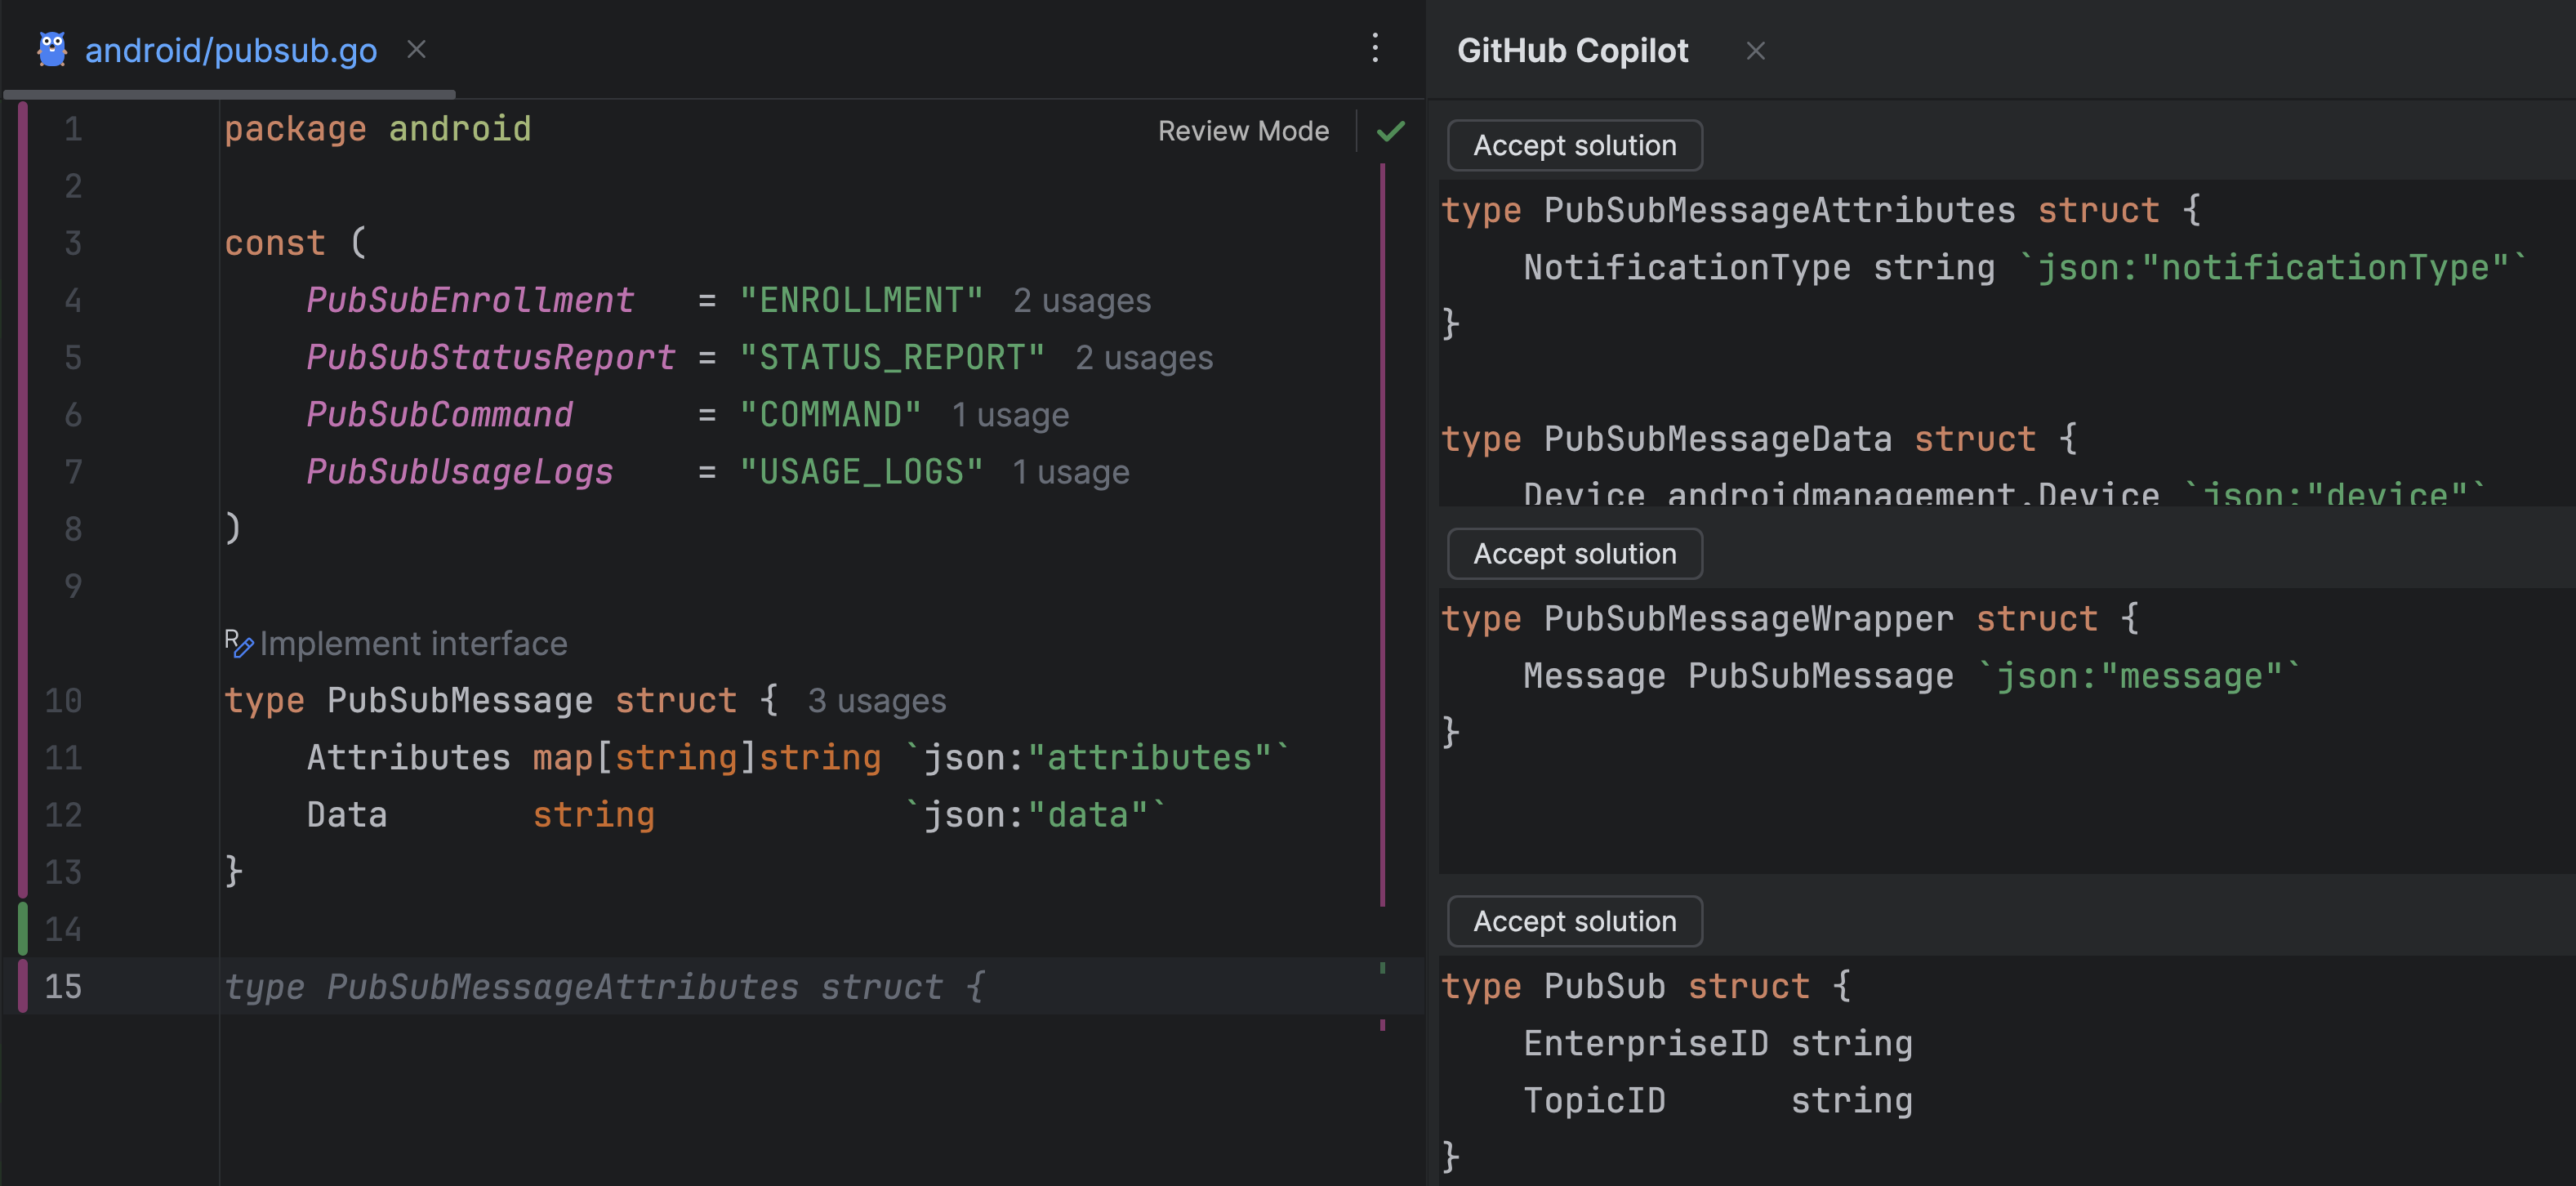 android/pubsub.go
Review Mode
1 package android
2
3 const (
4 PubSubEnrollment = "ENROLLMENT" 2 usages
5 PubSubStatusReport = "STATUS_REPORT" 2 usages
6 PubSubCommand = "COMMAND" 1 usage
7 PubSubUsageLogs = "USAGE_LOGS" 1 usage
8 )
9
Implement interface
10 type PubSubMessage struct { 3 usages
11 Attributes map[string]string `json:"attributes"`
12 Data string `json:"data"`
13 }
14
15 type PubSubMessageAttributes struct {
GitHub Copilot
Accept solution
type PubSubMessageAttributes struct {
NotificationType string `json:"notificationType"`
}
type PubSubMessageData struct {
Device androidmanagement.Device `json:"device"`
Accept solution
type PubSubMessageWrapper struct {
Message PubSubMessage `json:"message"`
}
Accept solution
type PubSub struct {
EnterpriseID string
TopicID string
}